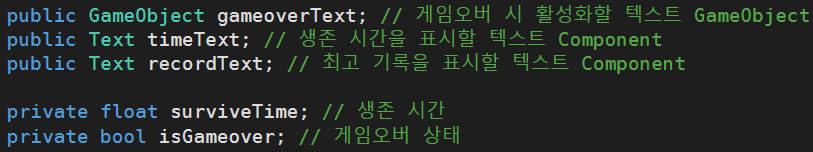 public GameObject gameoverText; // 게임오버 시 활성화할 텍스트 GameObject
public Text timeText; // 생존 시간을 표시할 텍스트 Component
public Text recordText; // 최고 기록을 표시할 텍스트 Component
private float surviveTime; // 생존 시간
private bool isGameover; // 게임오버 상태